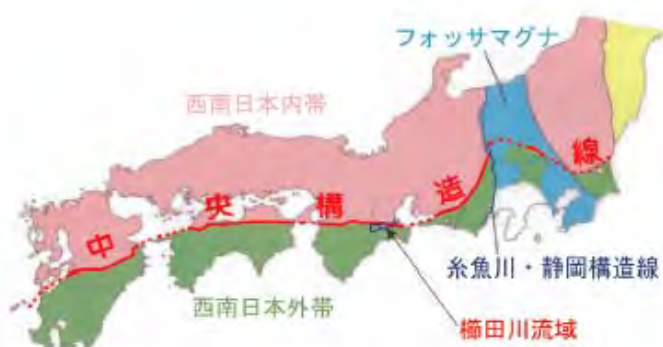 フォッサマグナ
西南日本内帯
中央構造線
糸魚川・静岡構造線
西南日本外帯
櫛田川流域